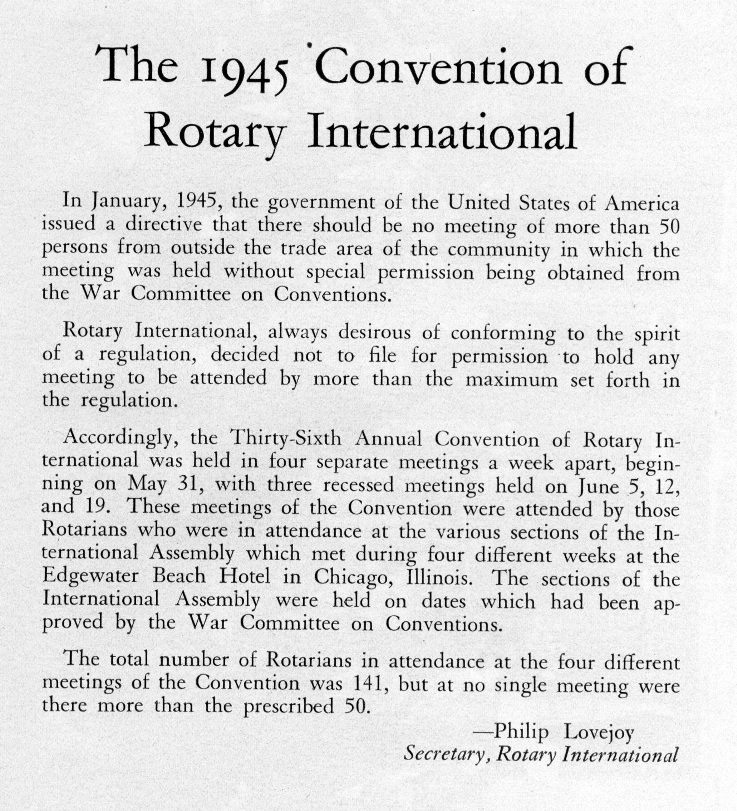 The 1945 Convention of
Rotary International
In January, 1945, the government of the United States of America
issued a directive that there should be no meeting of more than 50
persons from outside the trade area of the community in which the
meeting was held without special permission being obtained from
the War Committee on Conventions.
Rotary International, always desirous of conforming to the spirit
of a regulation, decided not to file for permission to hold any
meeting to be attended by more than the maximum set forth in
the regulation.
Accordingly, the Thirty-Sixth Annual Convention of Rotary In-
ternational was held in four separate meetings a week apart, begin-
ning on May 31, with three recessed meetings held on June 5, 12,
and 19. These meetings of the Convention were attended by those
Rotarians who were in attendance at the various sections of the In-
ternational Assembly which met during four different weeks at the
Edgewater Beach Hotel in Chicago, Illinois. The sections of the
International Assembly were held on dates which had been ap-
proved by the War Committee on Conventions.
The total number of Rotarians in attendance at the four different
meetings of the Convention was 141, but at no single meeting were
there more than the prescribed 50.
—Philip Lovejoy
Secretary, Rotary International